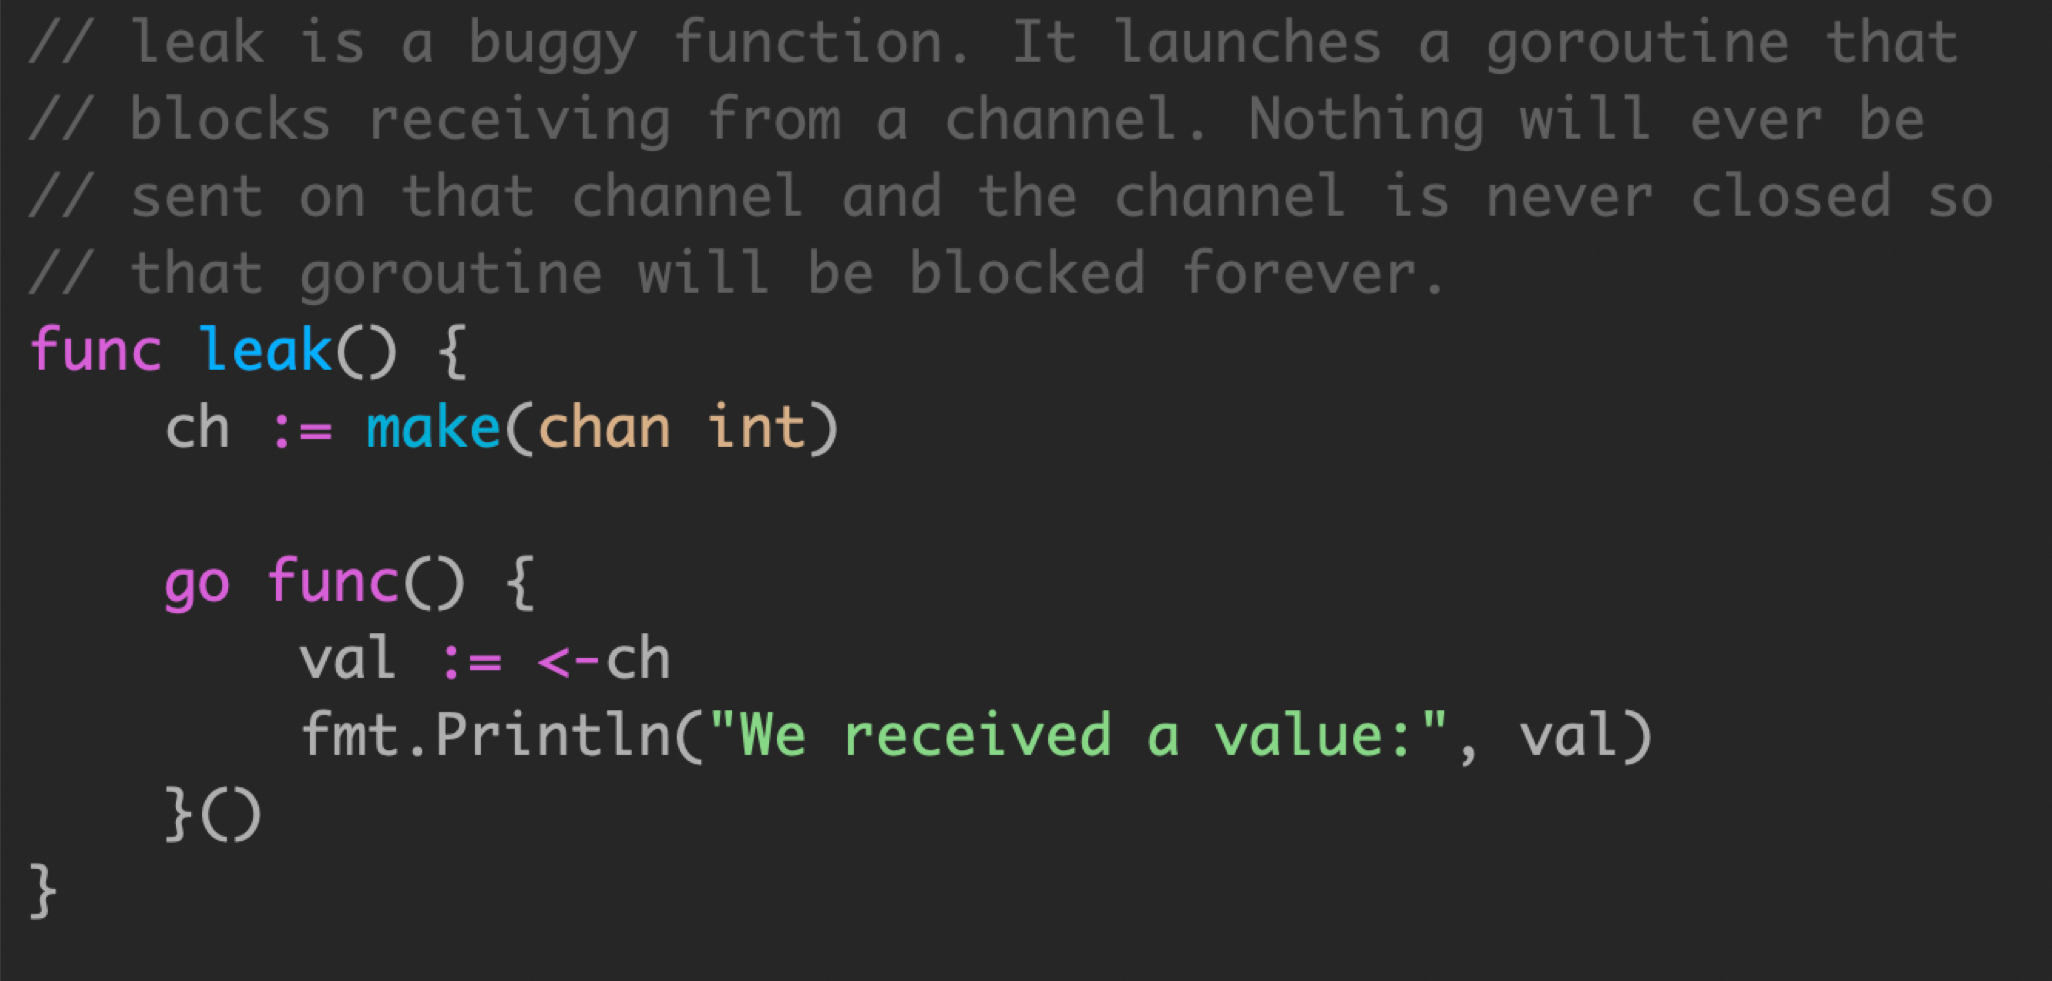 // leak is a buggy function. It launches a goroutine that
// blocks receiving from a channel. Nothing will ever be
// sent on that channel and the channel is never closed so
// that goroutine will be blocked forever.
func leak() {
    ch := make(chan int)

    go func() {
        val := <-ch
        fmt.Println("We received a value:", val)
    }()
}